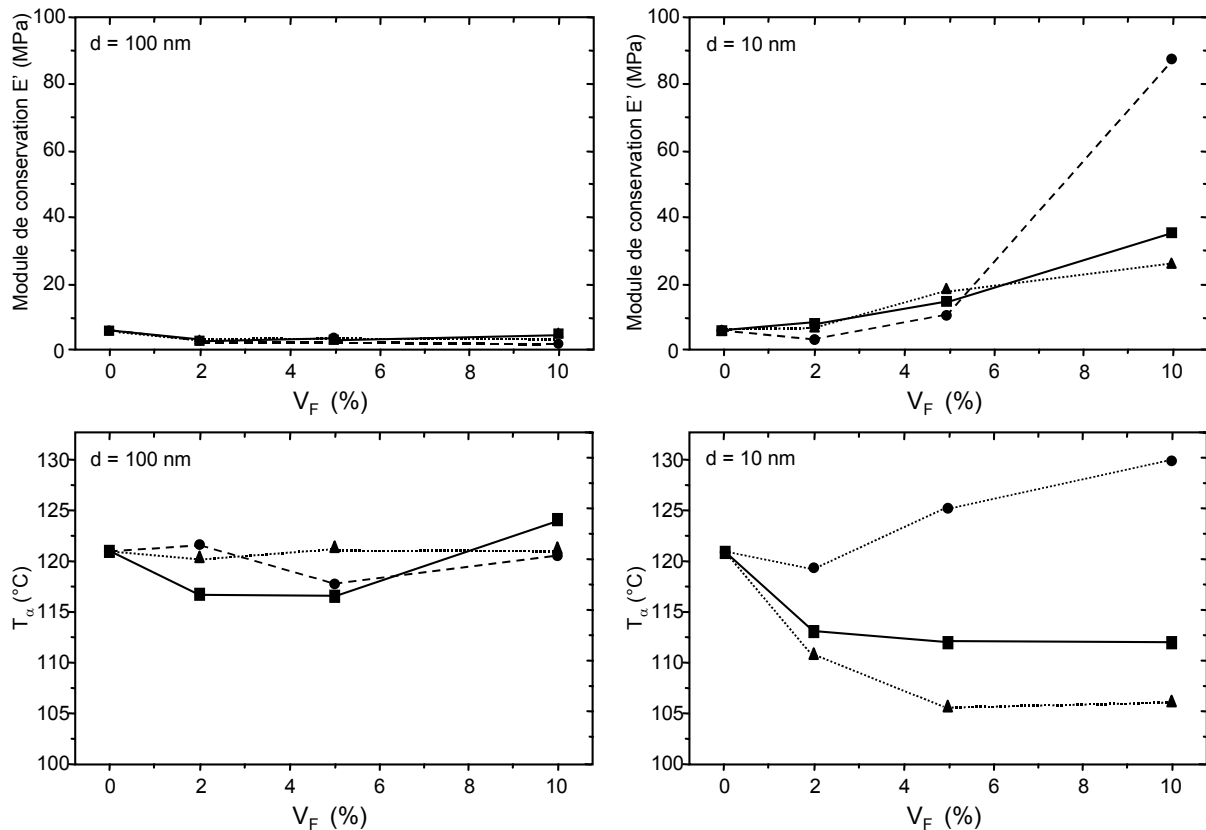 Module de conservation E' (MPa)
d = 100 nm
100
80
60
40
20
0
0 2 4 6 8 10
V_F (%)
Module de conservation E' (MPa)
d = 10 nm
100
80
60
40
20
0
0 2 4 6 8 10
V_F (%)
T_α (°C)
d = 100 nm
130
125
120
115
110
105
100
0 2 4 6 8 10
V_F (%)
T_α (°C)
d = 10 nm
130
125
120
115
110
105
100
0 2 4 6 8 10
V_F (%)